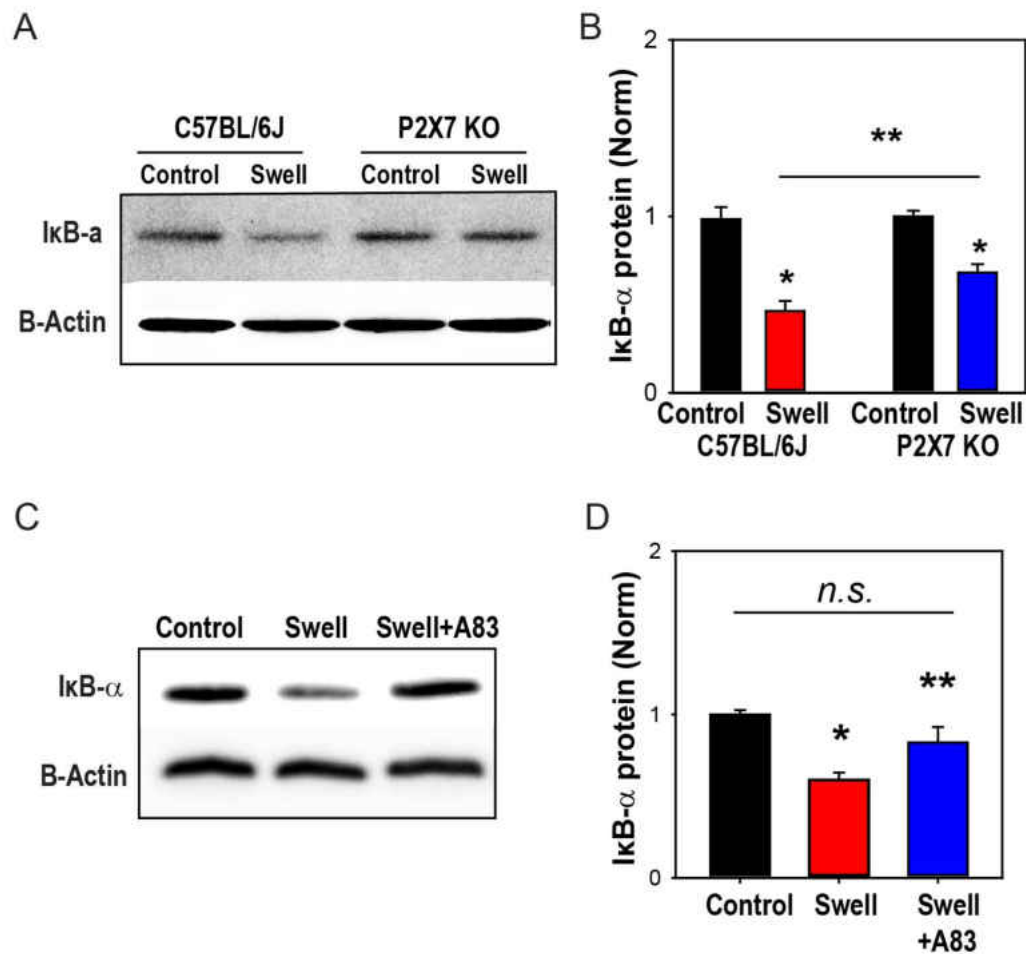 A
C57BL/6J P2X7 KO
Control Swell Control Swell
IκB-a
B-Actin
B
IκB-α protein (Norm)
2
1
0
**
*
*
Control Swell Control Swell
C57BL/6J P2X7 KO
C
Control Swell Swell+A83
IκB-α
B-Actin
D
IκB-α protein (Norm)
2
1
0
n.s.
*
**
Control Swell Swell
+A83